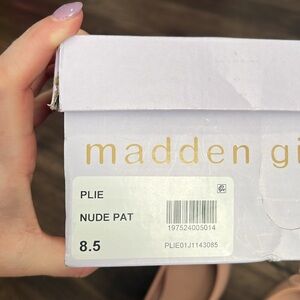 madden gi
PLIE
NUDE PAT
197524005014
8.5
PLIE01J1143085